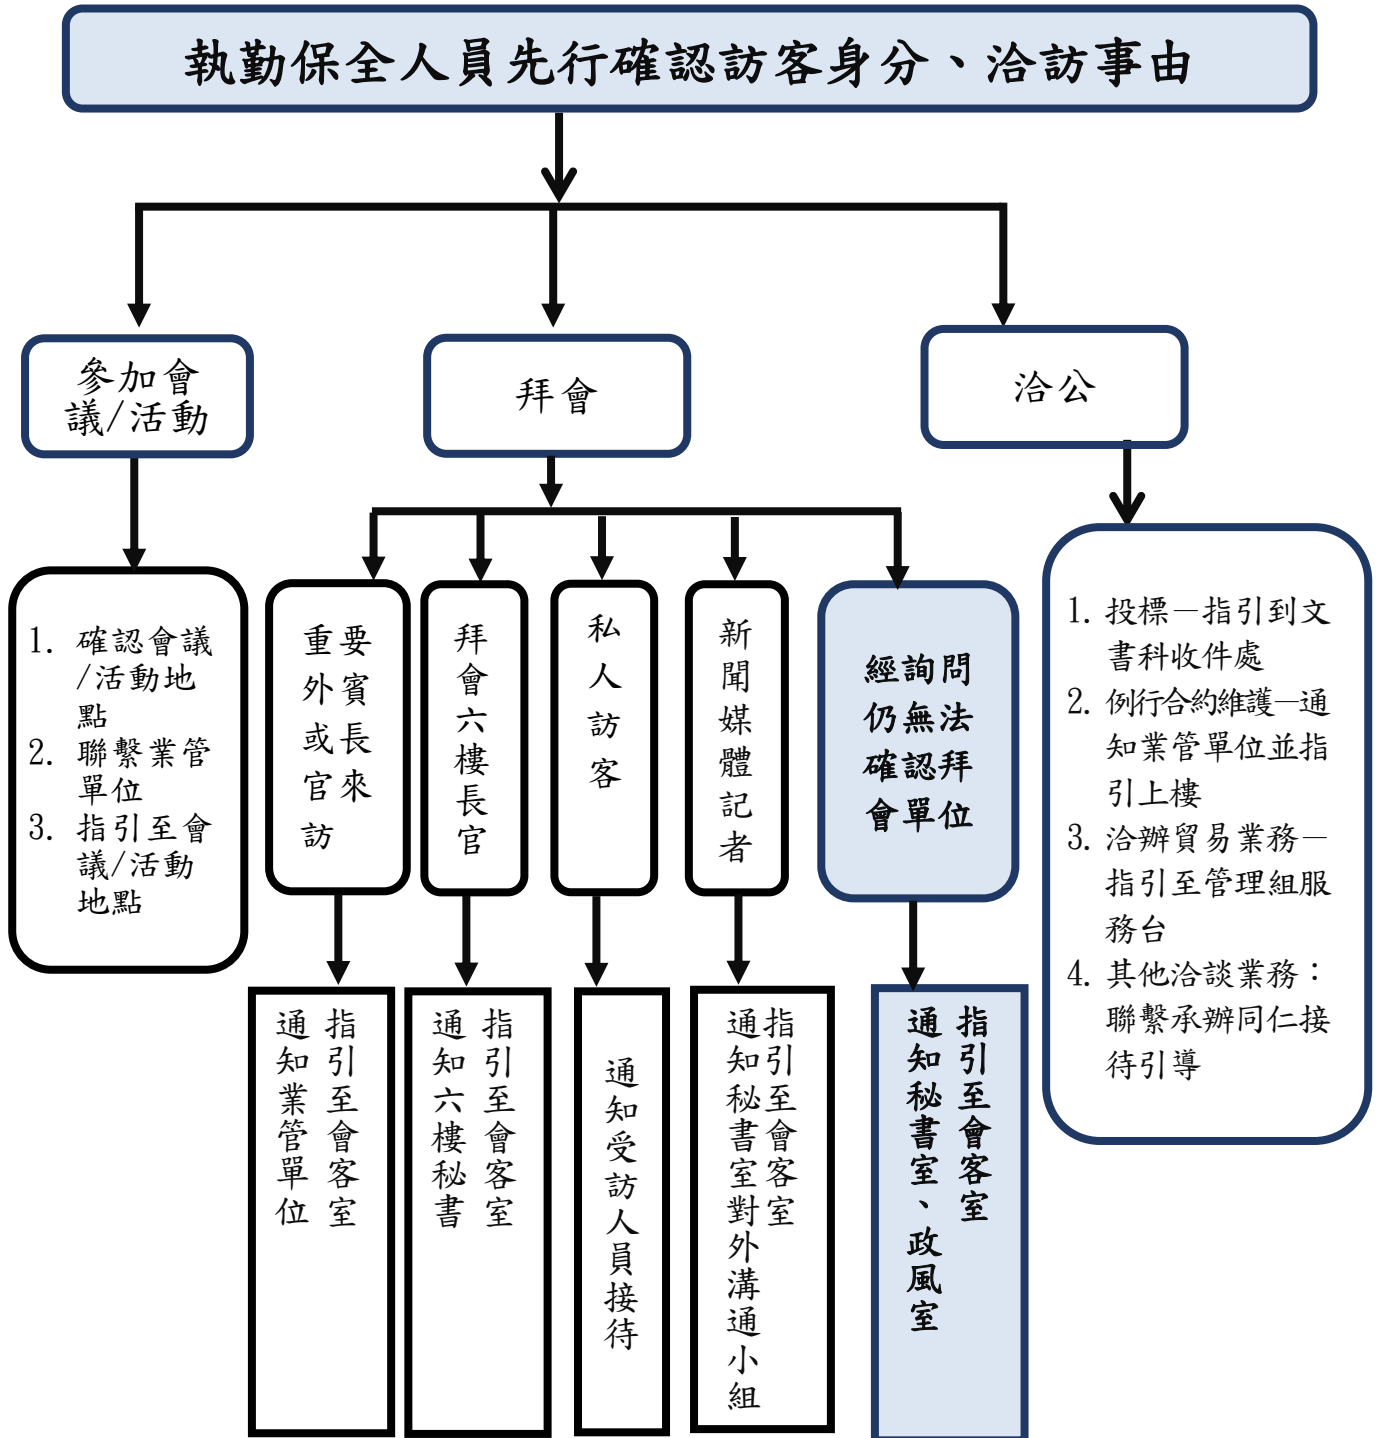 執勤保全人員先行確認訪客身分、洽訪事由
參加會
議/活動
拜會
洽公
1. 確認會議
/活動地
點
2. 聯繫業管
單位
3. 指引至會
議/活動
地點
重要
外賓
或長
官來
訪
拜會六樓長官
私人訪客
新聞媒體記者
經詢問
仍無法
確認拜
會單位
1. 投標－指引到文
書科收件處
2. 例行合約維護－通
知業管單位並指
引上樓
3. 洽辦貿易業務－
指引至管理組服
務台
4. 其他洽談業務：
聯繫承辦同仁接
待引導
指引至會客室
通知業管單位
指引至會客室
通知六樓秘書
通知受訪人員接待
指引至會客室
通知秘書室對外溝通小組
指引至會客室
通知秘書室、政風室